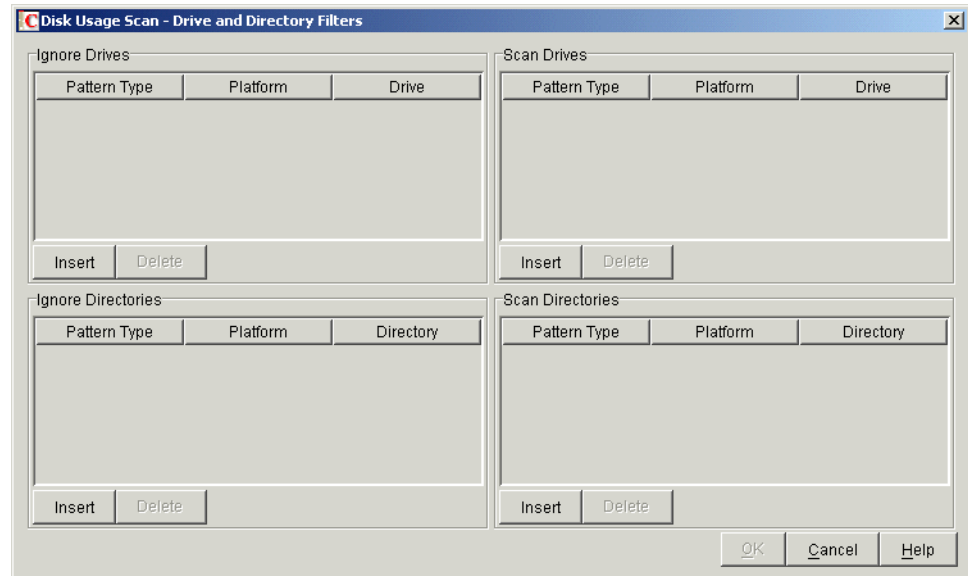 Disk Usage Scan - Drive and Directory Filters
Ignore Drives
Pattern Type Platform Drive
Insert Delete
Scan Drives
Pattern Type Platform Drive
Insert Delete
Ignore Directories
Pattern Type Platform Directory
Insert Delete
Scan Directories
Pattern Type Platform Directory
Insert Delete
OK Cancel Help